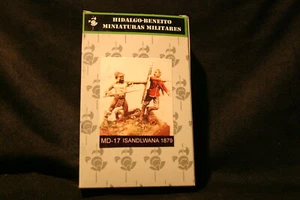 HIDALGO-BENEITO
MINIATURAS MILITARES
MD-17 ISANDLWANA 1879